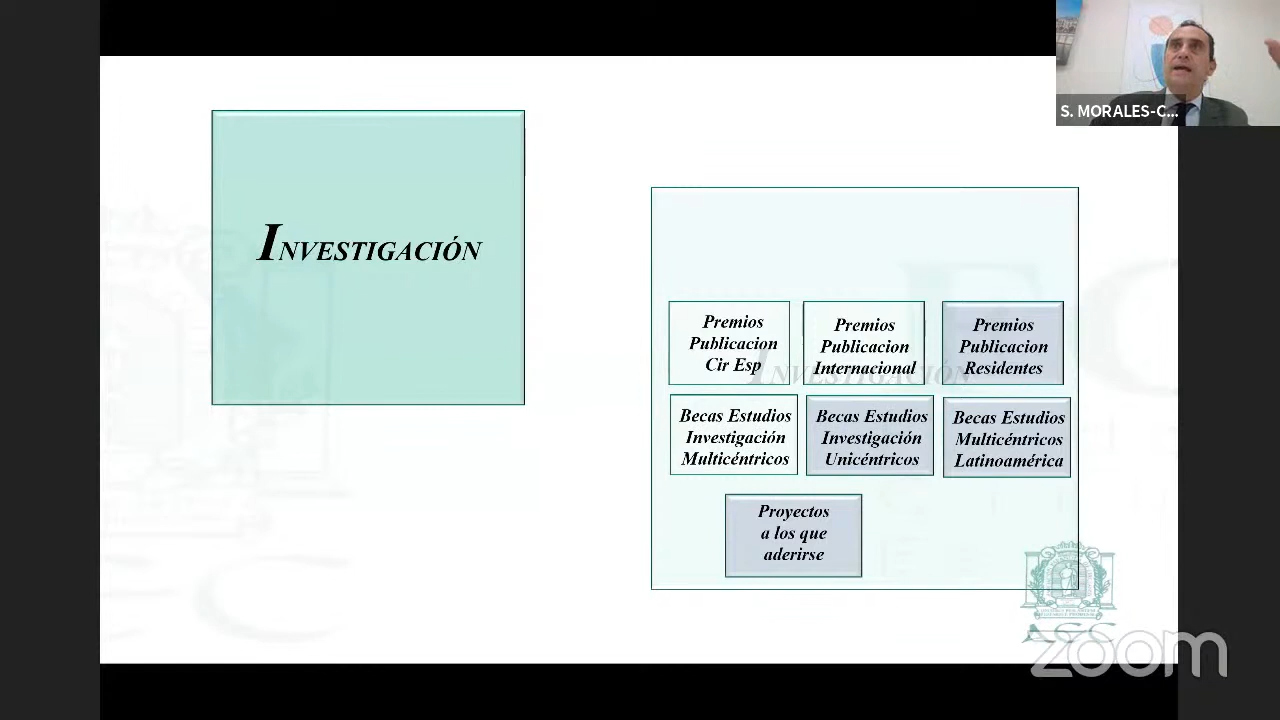 S. MORALES-C...
INVESTIGACIÓN
Premios
Publicacion
Cir Esp
Premios
Publicacion
Internacional
Premios
Publicacion
Residentes
INVESTIGACIÓN
Becas Estudios
Investigación
Multicéntricos
Becas Estudios
Investigación
Unicéntricos
Becas Estudios
Multicéntricos
Latinoamérica
Proyectos
a los que
aderirse
zoom